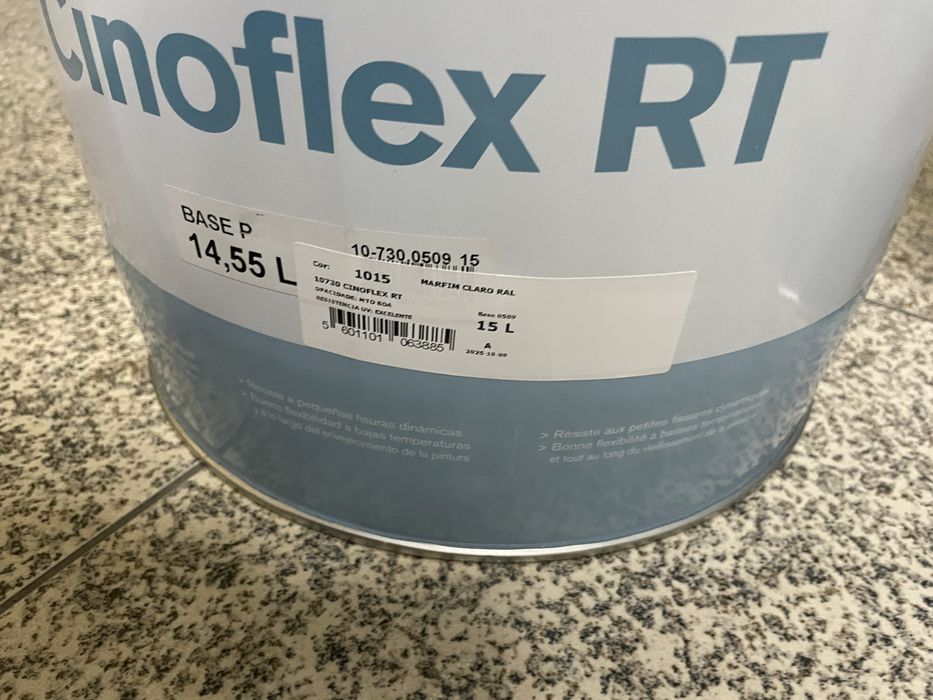 Cinoflex RT
BASE P
14,55 L
10-730.0509 15
Cor: 1015 MARFIM CLARO RAL
10730 CINOFLEX RT
OPACIDADE: MTO BOA
RESISTENCIA UV: EXCELENTE
Base 0509
15 L
A
2025-10-09
5 601101 063885
> Resiste a pequeñas fisuras dinámicas
> Buena flexibilidad a bajas temperaturas
y a lo largo del envejecimiento de la pintura
> Résiste aux petites fissures dynamiques
> Bonne flexibilité à basses températures
et tout au long du vieillissement de la peinture